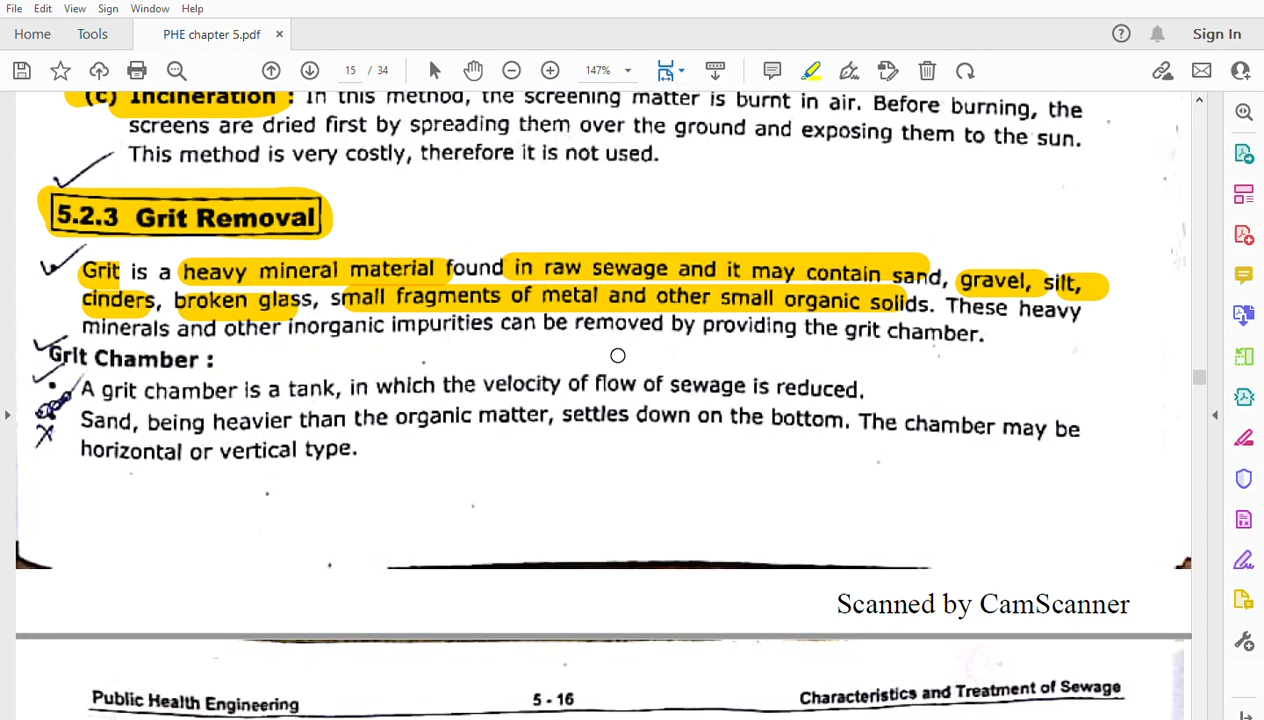 File Edit View Sign Window Help
Home Tools PHE chapter 5.pdf × Sign In
15 / 34 147%
(c) Incineration : In this method, the screening matter is burnt in air. Before burning, the
screens are dried first by spreading them over the ground and exposing them to the sun.
This method is very costly, therefore it is not used.
5.2.3 Grit Removal
Grit is a heavy mineral material found in raw sewage and it may contain sand, gravel, silt,
cinders, broken glass, small fragments of metal and other small organic solids. These heavy
minerals and other inorganic impurities can be removed by providing the grit chamber.
Grit Chamber :
• A grit chamber is a tank, in which the velocity of flow of sewage is reduced.
Sand, being heavier than the organic matter, settles down on the bottom. The chamber may be
horizontal or vertical type.
Scanned by CamScanner
Public Health Engineering 5 - 16 Characteristics and Treatment of Sewage